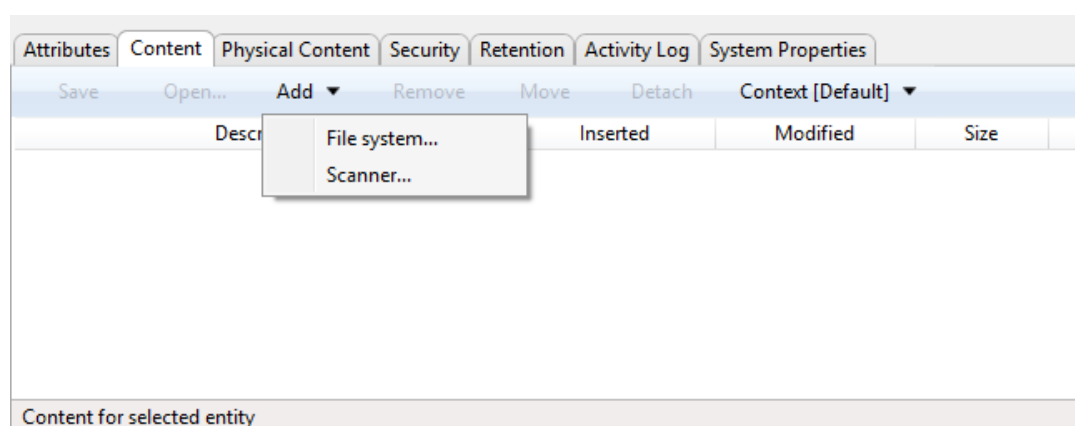 Attributes Content Physical Content Security Retention Activity Log System Properties
Save Open... Add Remove Move Detach Context [Default]
Descr Inserted Modified Size
File system...
Scanner...
Content for selected entity